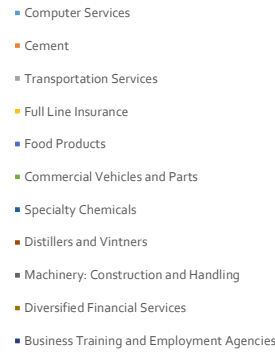 Computer Services
Cement
Transportation Services
Full Line Insurance
Food Products
Commercial Vehicles and Parts
Specialty Chemicals
Distillers and Vintners
Machinery: Construction and Handling
Diversified Financial Services
Business Training and Employment Agencies